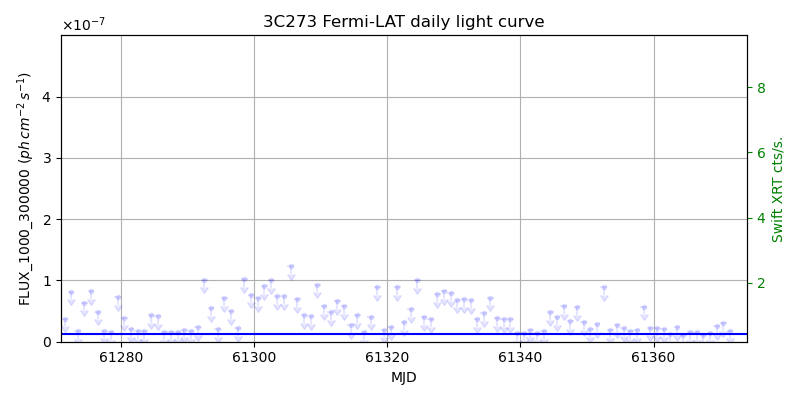 3C273 Fermi-LAT daily light curve
×10⁻⁷
FLUX_1000_300000 (ph cm⁻² s⁻¹)
4
3
2
1
0
8
6
4
2
Swift XRT cts/s.
61280 61300 61320 61340 61360
MJD